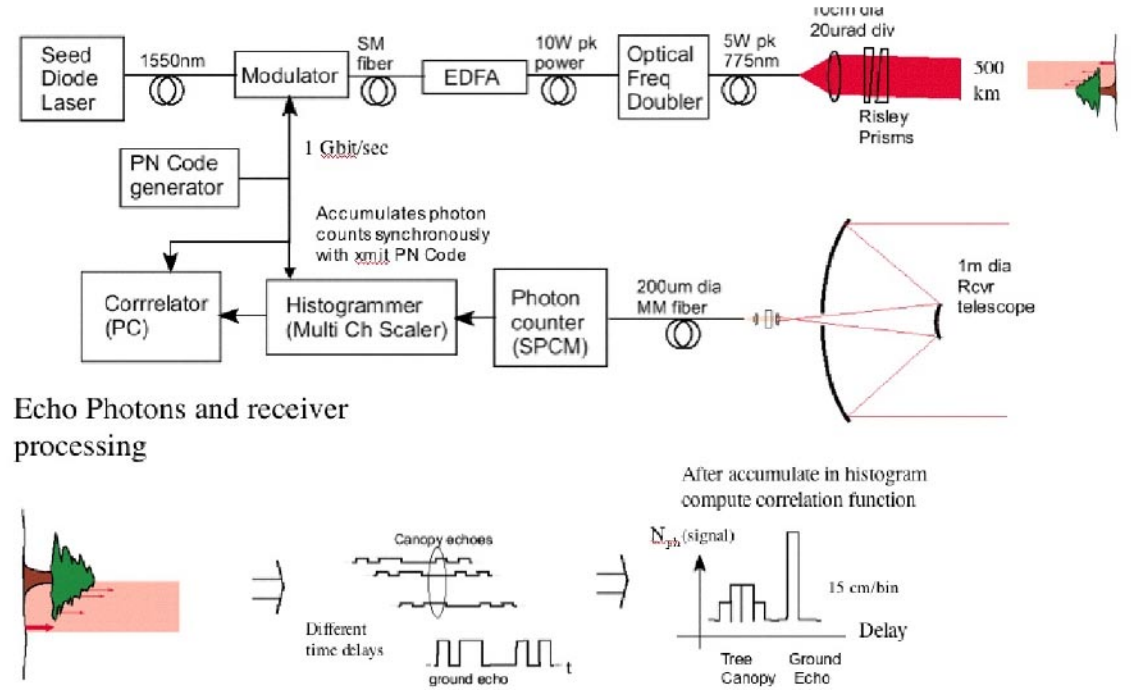 10cm dia
20urad div
Seed
Diode
Laser
1550nm
Modulator
SM
fiber
EDFA
10W pk
power
Optical
Freq
Doubler
5W pk
775nm
500
km
Risley
Prisms
1 Gbit/sec
PN Code
generator
Accumulates photon
counts synchronously
with xmit PN Code
Corrrelator
(PC)
Histogrammer
(Multi Ch Scaler)
Photon
counter
(SPCM)
200um dia
MM fiber
1m dia
Rcvr
telescope
Echo Photons and receiver
processing
After accumulate in histogram
compute correlation function
Canopy echoes
Different
time delays
ground echo
t
Nph (signal)
15 cm/bin
Delay
Tree
Canopy
Ground
Echo